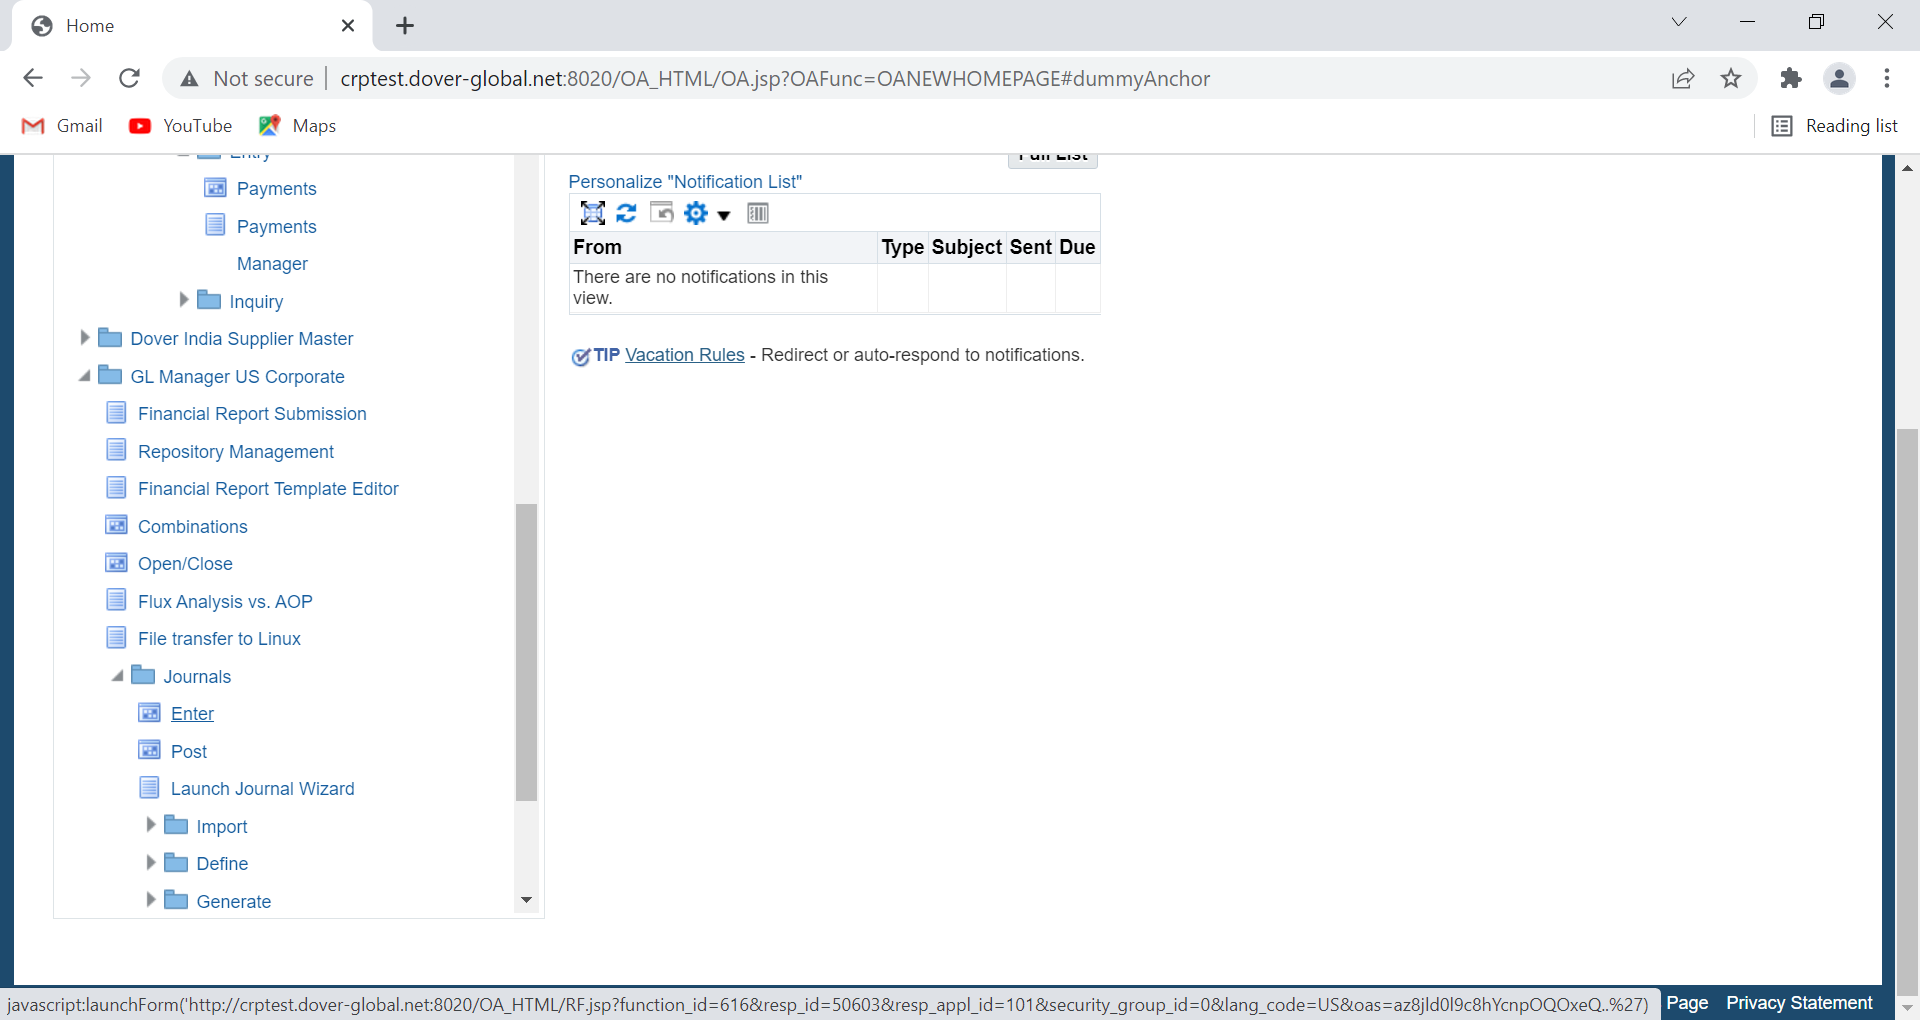 Home
Not secure
crptest.dover-global.net:8020/OA_HTML/OA.jsp?OAFunc=OANEWHOMEPAGE#dummyAnchor
Gmail
YouTube
Maps
Reading list
Entry
Payments
Payments
Manager
Inquiry
Dover India Supplier Master
GL Manager US Corporate
Financial Report Submission
Repository Management
Financial Report Template Editor
Combinations
Open/Close
Flux Analysis vs. AOP
File transfer to Linux
Journals
Enter
Post
Launch Journal Wizard
Import
Define
Generate
Full List
Personalize "Notification List"
From Type Subject Sent Due
There are no notifications in this
view.
TIP Vacation Rules - Redirect or auto-respond to notifications.
javascript:launchForm('http://crptest.dover-global.net:8020/OA_HTML/RF.jsp?function_id=616&resp_id=50603&resp_appl_id=101&security_group_id=0&lang_code=US&oas=az8jld0l9c8hYcnpOQOxeQ..%27)
Page Privacy Statement